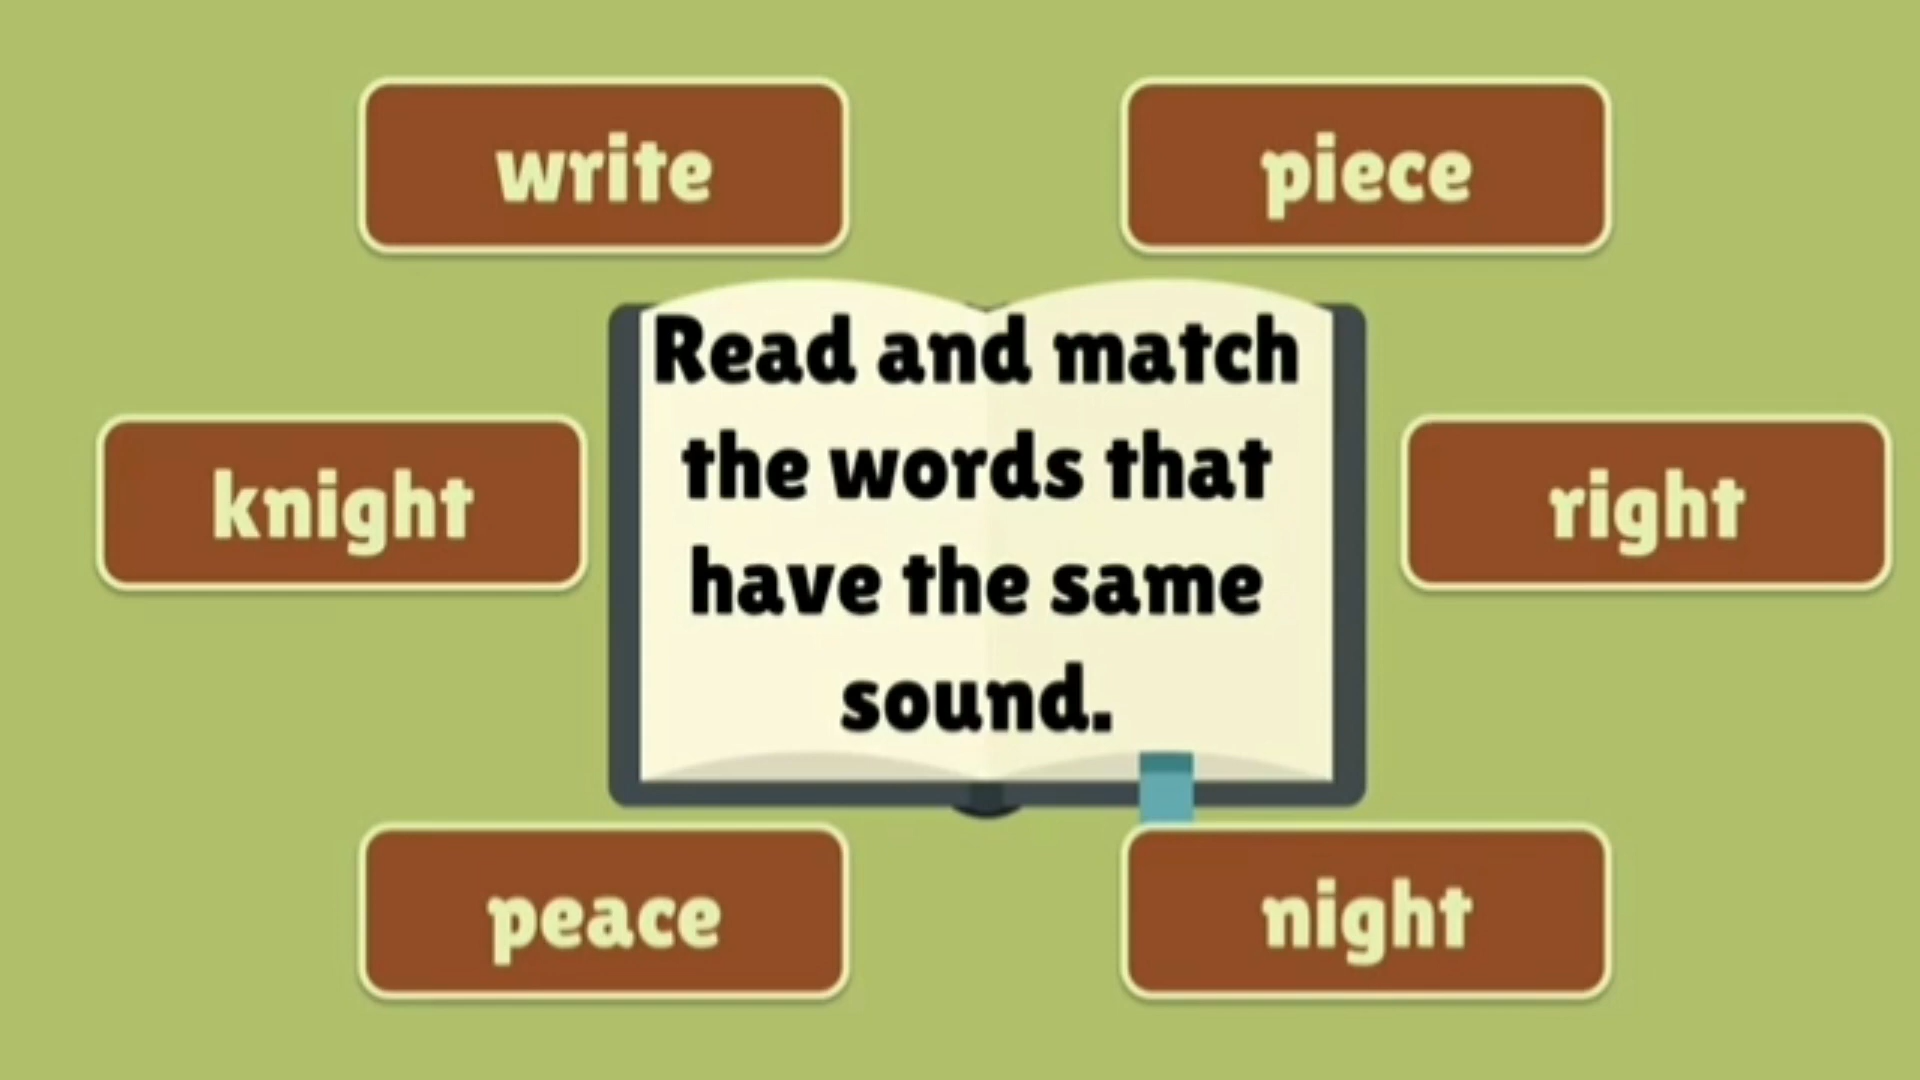 write
piece
Read and match
the words that
have the same
sound.
knight
right
peace
night